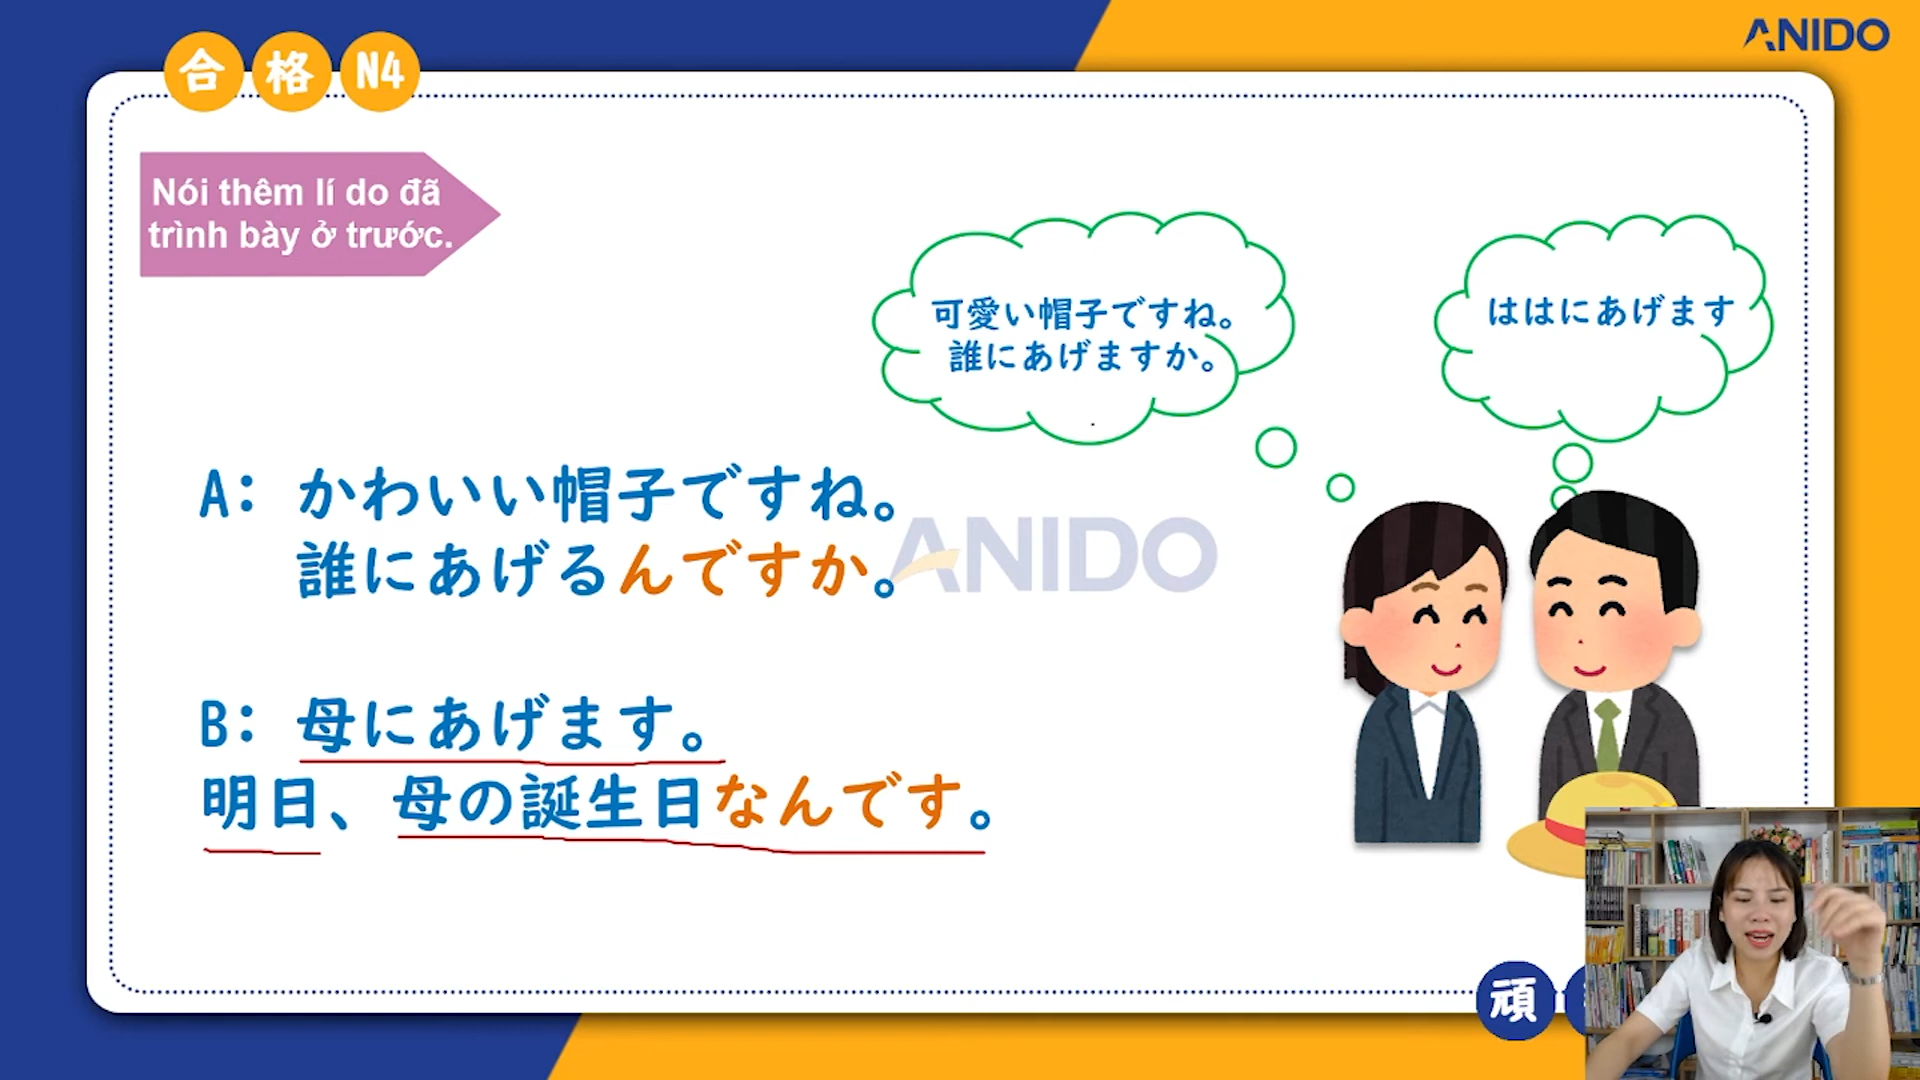 ANIDO
合格N4
Nói thêm lí do đã
trình bày ở trước.
可愛い帽子ですね。
誰にあげますか。
ははにあげます
A: かわいい帽子ですね。
誰にあげるんですか。
ANIDO
B: 母にあげます。
明日、母の誕生日なんです。
頑